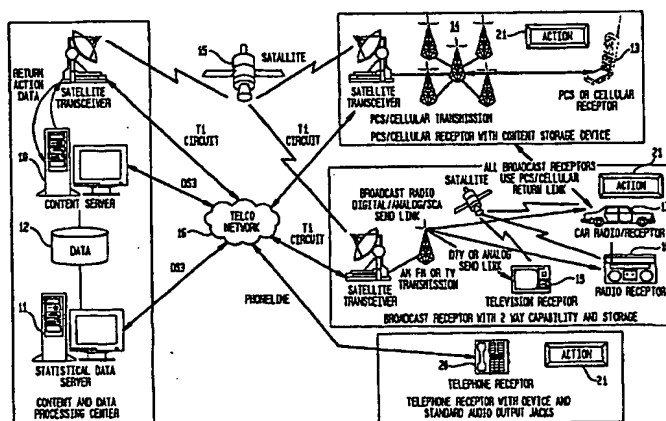 RETURN
ACTION
DATA
SATELLITE
TRANSCEIVER
10
CONTENT SERVER
12
DATA
11
STATISTICAL DATA
SERVER
CONTENT AND DATA
PROCESSING CENTER
15
SATALLITE
T1
CIRCUIT
T1
CIRCUIT
DS3
DS3
TELCO
NETWORK
16
T1
CIRCUIT
PHONELINE
SATELLITE
TRANSCEIVER
14
21
ACTION
13
PCS OR CELLULAR
RECEPTOR
PCS/CELLULAR TRANSMISSION
PCS/CELLULAR RECEPTOR WITH CONTENT STORAGE DEVICE
ALL BROADCAST RECEPTORS
USE PCS/CELLULAR
RETURN LINK
21
ACTION
BROADCAST RADIO
DIGITAL/ANALOG/SCA
SEND LINK
SATALLITE
CAR RADIO/RECEPTOR
DTV OR ANALOG
SEND LINK
SATELLITE
TRANSCEIVER
AM FM OR TV
TRANSMISSION
19
TELEVISION RECEPTOR
RADIO RECEPTOR
BROADCAST RECEPTOR WITH 2 WAY CAPABILITY AND STORAGE
ACTION
21
TELEPHONE RECEPTOR
TELEPHONE RECEPTOR WITH DEVICE AND
STANDARD AUDIO OUTPUT JACKS